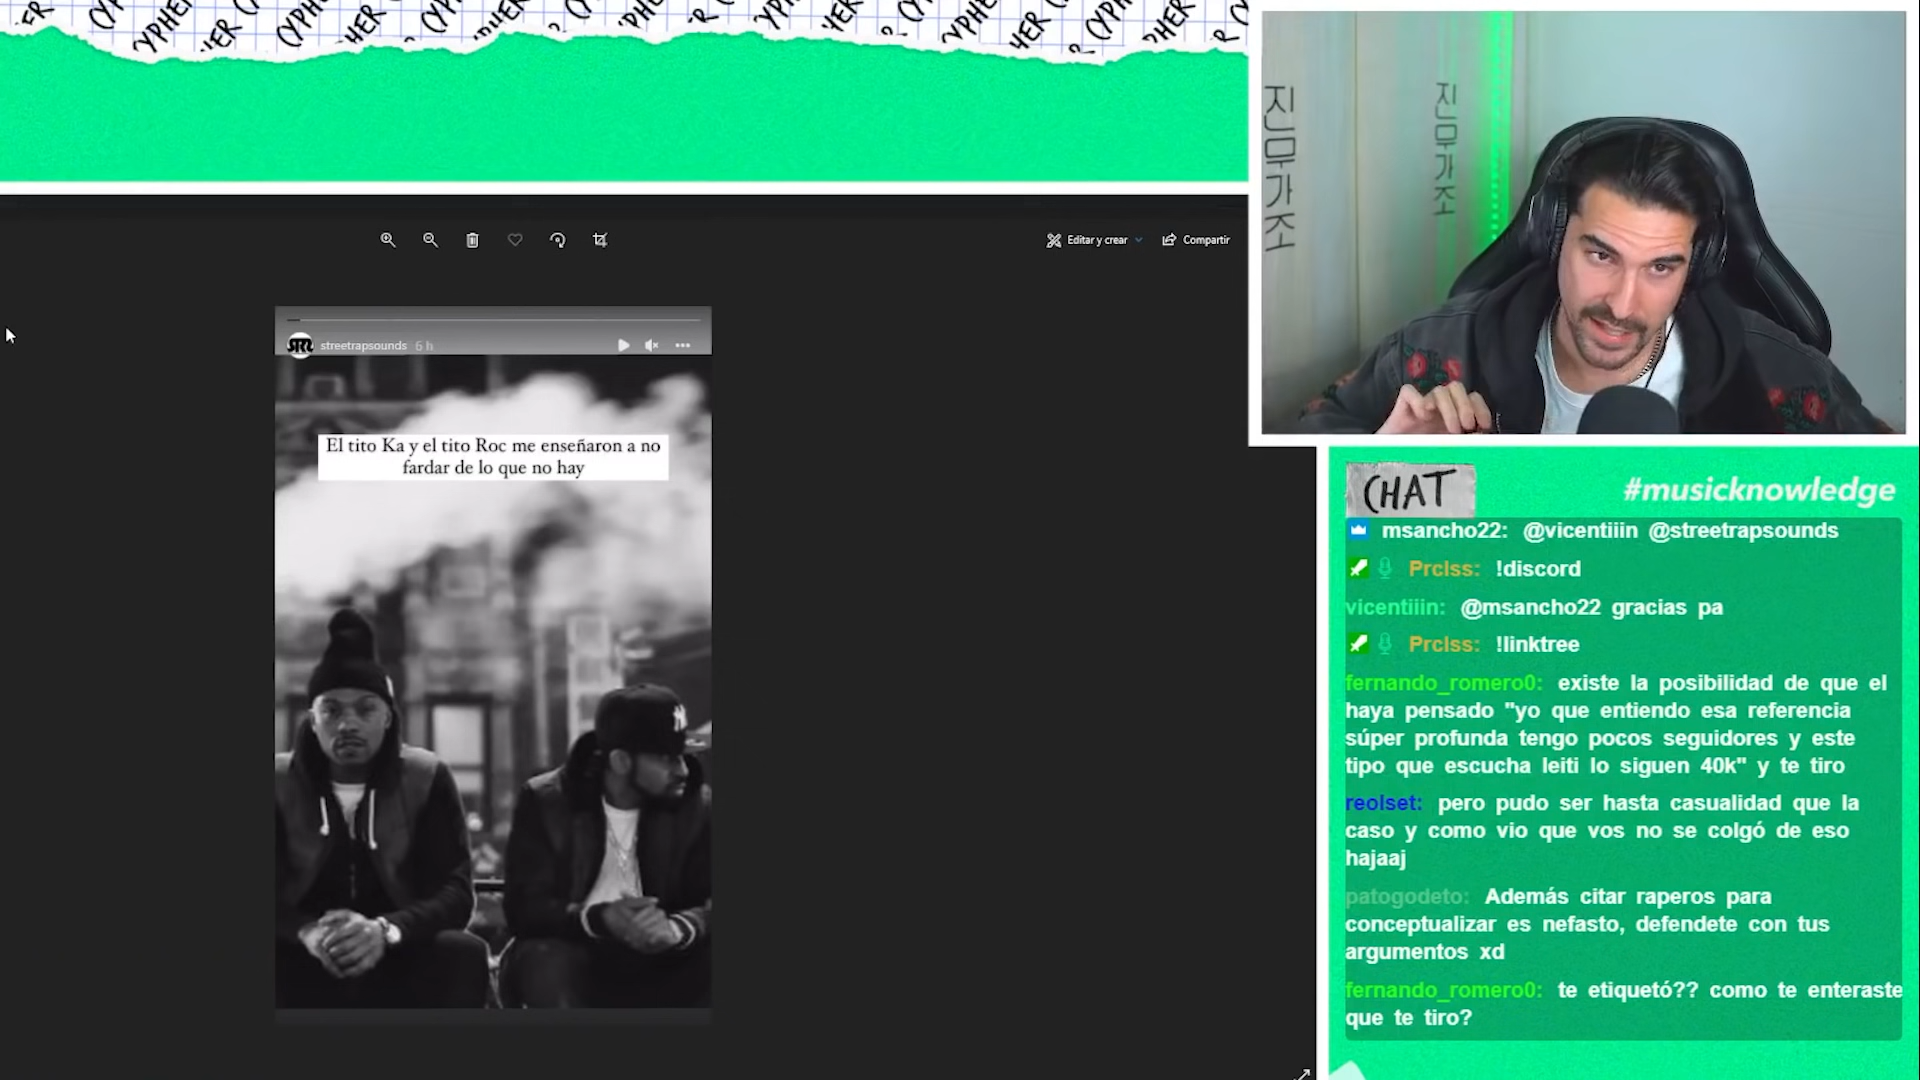 HER (CYPHER (CYPHER (CYPHER
Editar y crear
Compartir
streetrapsounds 6 h
El tito Ka y el tito Roc me enseñaron a no
fardar de lo que no hay
진무가조
진무가조
CHAT
#musicknowledge
msancho22: @vicentiiin @streetrapsounds
Prclss: !discord
vicentiiin: @msancho22 gracias pa
Prclss: !linktree
fernando_romero0: existe la posibilidad de que el
haya pensado "yo que entiendo esa referencia
súper profunda tengo pocos seguidores y este
tipo que escucha leiti lo siguen 40k" y te tiro
reolset: pero pudo ser hasta casualidad que la
caso y como vio que vos no se colgó de eso
hajaaj
patogodeto: Además citar raperos para
conceptualizar es nefasto, defendete con tus
argumentos xd
fernando_romero0: te etiquetó?? como te enteraste
que te tiro?